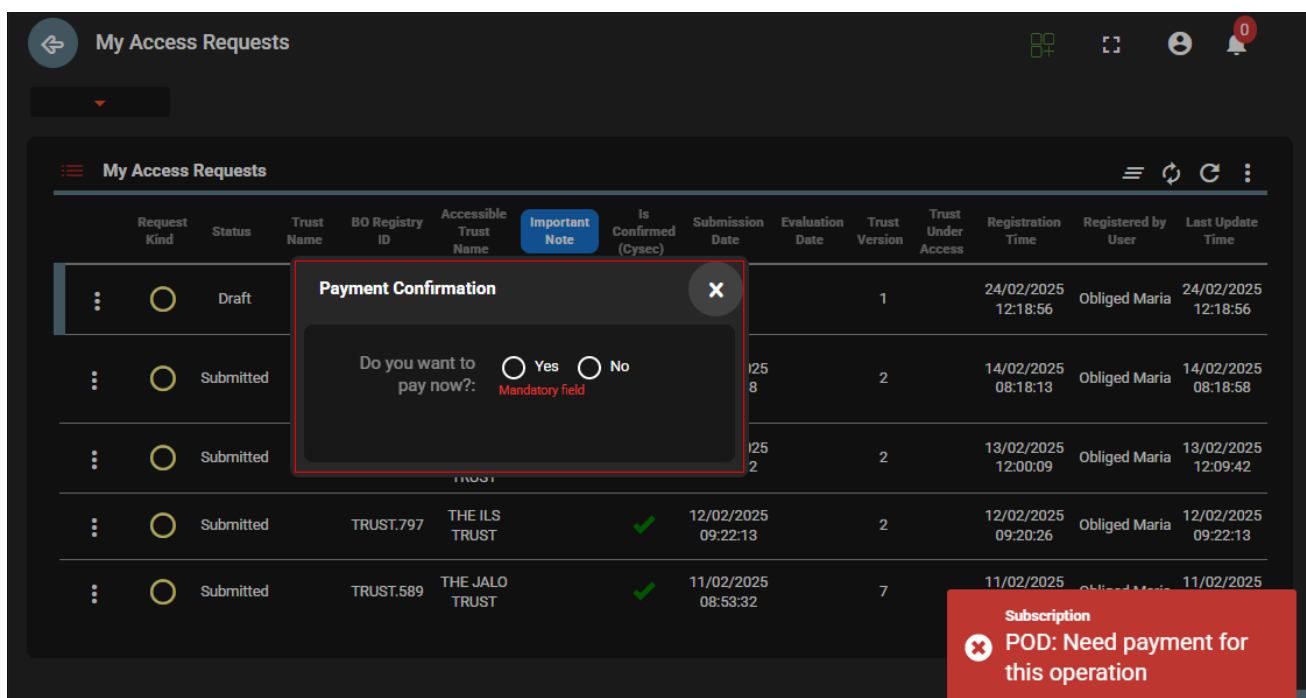 My Access Requests
0
My Access Requests
Request Kind
Status
Trust Name
BO Registry ID
Accessible Trust Name
Important Note
Is Confirmed (Cysec)
Submission Date
Evaluation Date
Trust Version
Trust Under Access
Registration Time
Registered by User
Last Update Time
Draft 1 24/02/2025 12:18:56 Obliged Maria 24/02/2025 12:18:56
Payment Confirmation
Do you want to pay now?: Yes No
Mandatory field
Submitted 2 14/02/2025 08:18:13 Obliged Maria 14/02/2025 08:18:58
Submitted TRUST 2 13/02/2025 12:00:09 Obliged Maria 13/02/2025 12:09:42
Submitted TRUST.797 THE ILS TRUST 12/02/2025 09:22:13 2 12/02/2025 09:20:26 Obliged Maria 12/02/2025 09:22:13
Submitted TRUST.589 THE JALO TRUST 11/02/2025 08:53:32 7 11/02/2025 Obliged Maria 11/02/2025
Subscription
POD: Need payment for
this operation